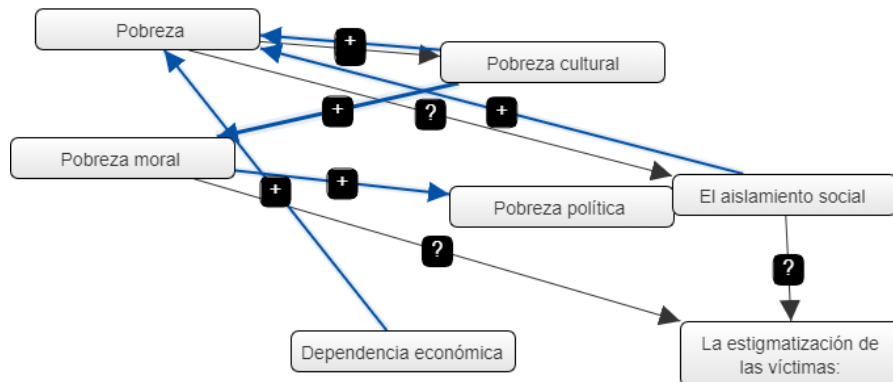 Pobreza
+
Pobreza cultural
+
?
+
Pobreza moral
+
+
Pobreza política
El aislamiento social
?
?
Dependencia económica
La estigmatización de
las víctimas: